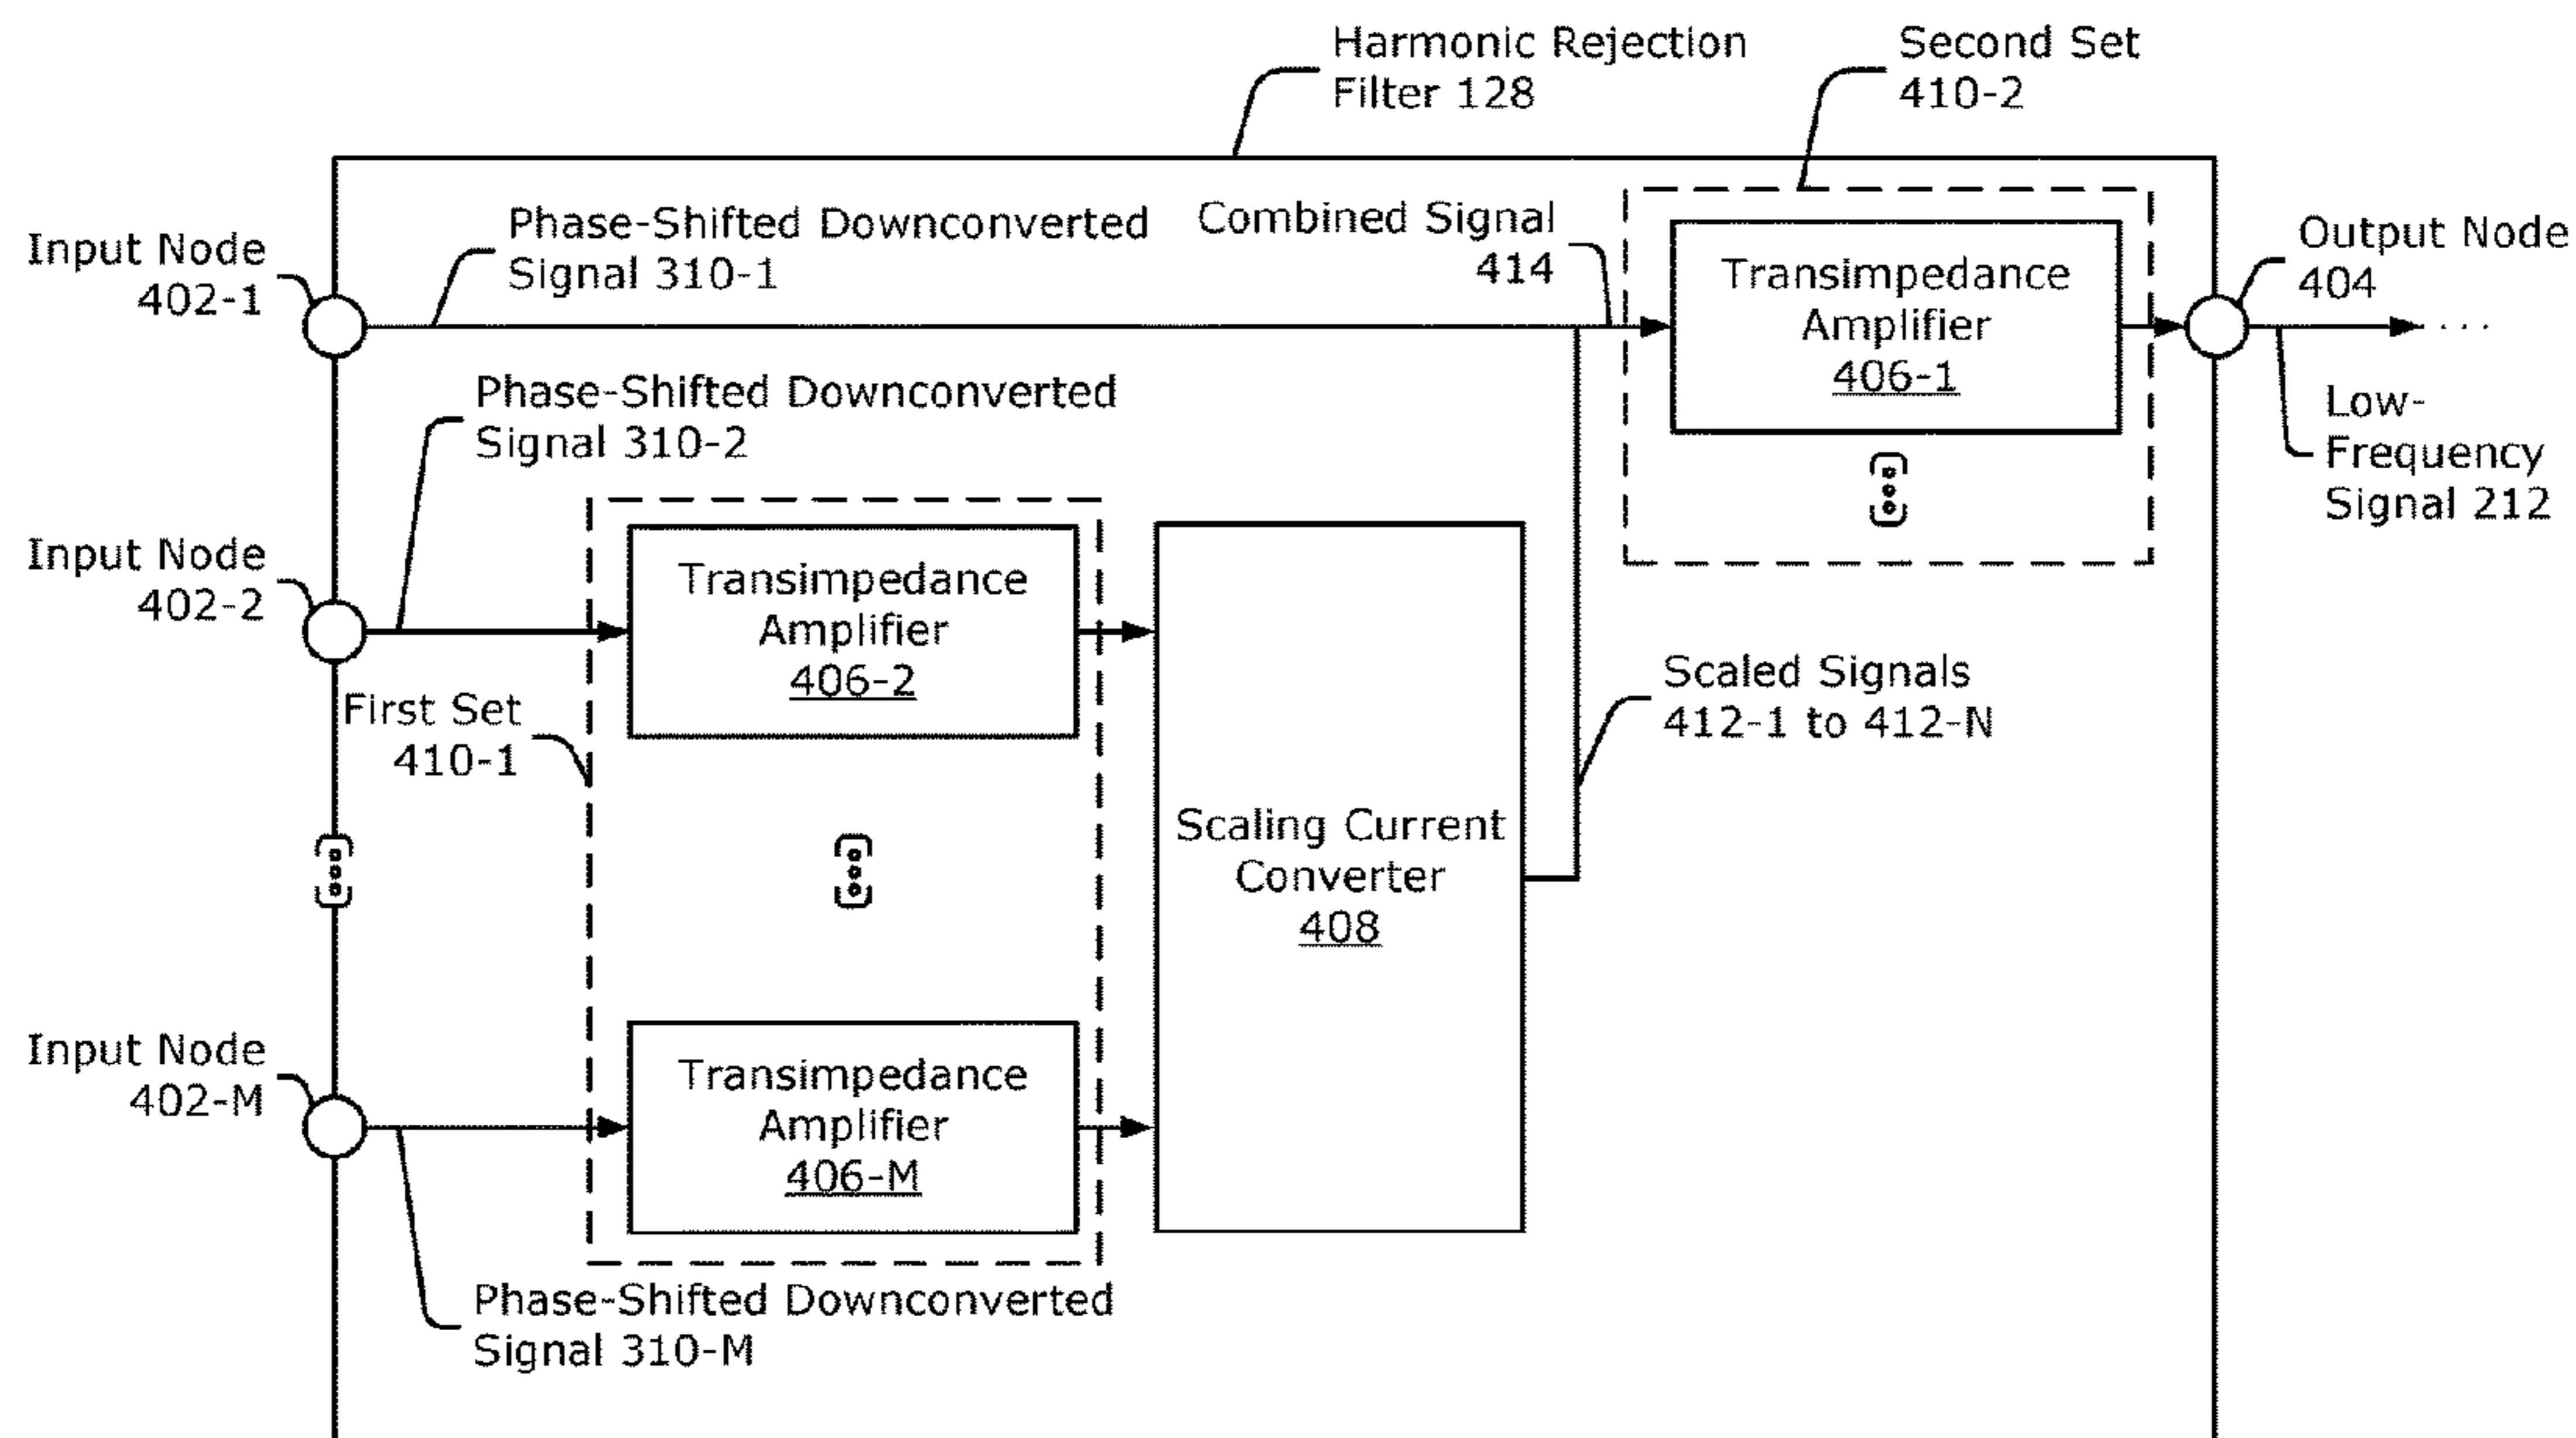 Harmonic Rejection
Filter 128
Second Set
410-2
Input Node
402-1
Phase-Shifted Downconverted
Signal 310-1
Combined Signal
414
Transimpedance
Amplifier
406-1
Output Node
404
Low-
Frequency
Signal 212
Phase-Shifted Downconverted
Signal 310-2
Input Node
402-2
Transimpedance
Amplifier
406-2
First Set
410-1
Scaled Signals
412-1 to 412-N
Scaling Current
Converter
408
Input Node
402-M
Transimpedance
Amplifier
406-M
Phase-Shifted Downconverted
Signal 310-M